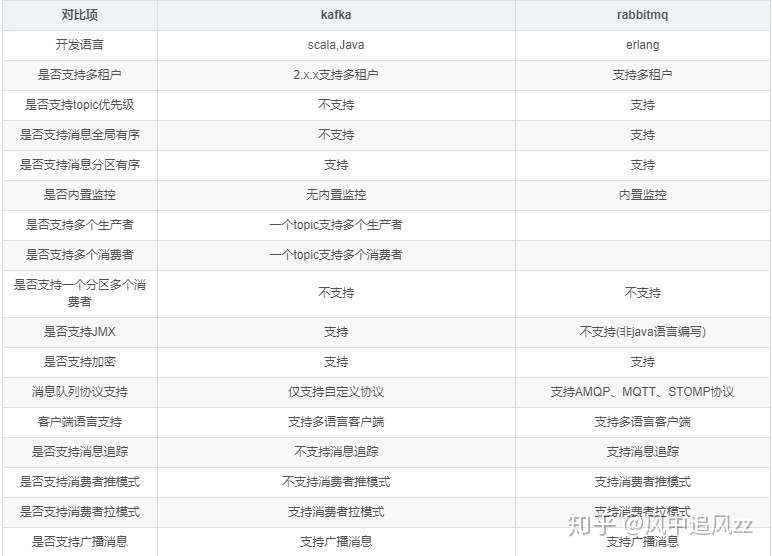 对比项 kafka rabbitmq
开发语言 scala,Java erlang
是否支持多租户 2.x.x支持多租户 支持多租户
是否支持topic优先级 不支持 支持
是否支持消息全局有序 不支持 支持
是否支持消息分区有序 支持 支持
是否内置监控 无内置监控 内置监控
是否支持多个生产者 一个topic支持多个生产者
是否支持多个消费者 一个topic支持多个消费者
是否支持一个分区多个消
费者 不支持 不支持
是否支持JMX 支持 不支持(非java语言编写)
是否支持加密 支持 支持
消息队列协议支持 仅支持自定义协议 支持AMQP、MQTT、STOMP协议
客户端语言支持 支持多语言客户端 支持多语言客户端
是否支持消息追踪 不支持消息追踪 支持消息追踪
是否支持消费者推模式 不支持消费者推模式 支持消费者推模式
是否支持消费者拉模式 支持消费者拉模式 支持消费者拉模式
知乎 @风中追风zz
是否支持广播消息 支持广播消息 支持广播消息